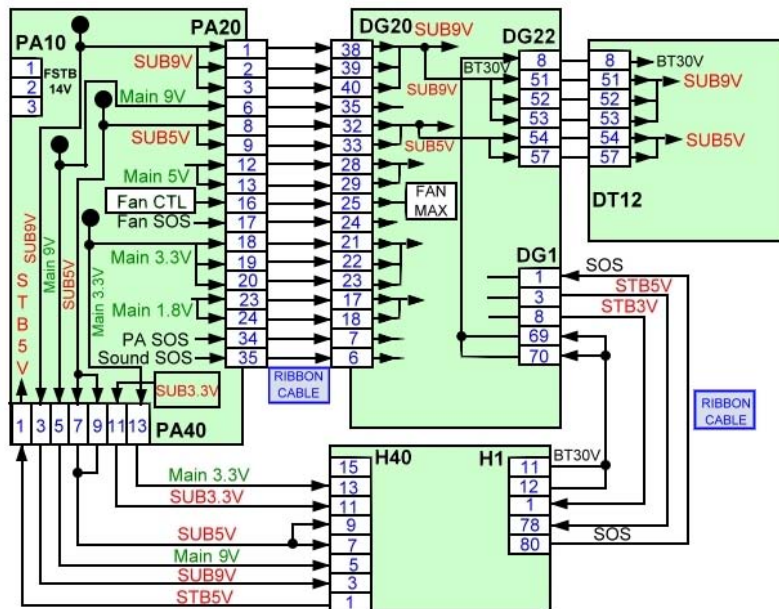 PA10
1
2
3
FSTB
14V
PA20
SUB9V
Main 9V
SUB5V
Main 5V
Fan CTL
Fan SOS
Main 3.3V
Main 1.8V
PA SOS
Sound SOS
1
2
3
6
8
9
12
13
16
17
18
19
20
23
24
34
35
RIBBON
CABLE
SUB9V
Main 9V
SUB5V
Main 3.3V
STB5V
SUB3.3V
1
3
5
7
9
11
13
PA40
DG20
38
39
40
35
32
33
28
29
25
24
21
22
23
17
18
7
6
SUB9V
SUB9V
SUB5V
FAN
MAX
BT30V
DG22
8
51
52
53
54
57
8
51
52
53
54
57
BT30V
SUB9V
SUB5V
DT12
DG1
1
3
8
69
70
SOS
STB5V
STB3V
RIBBON
CABLE
H40
15
13
11
9
7
5
3
1
Main 3.3V
SUB3.3V
SUB5V
Main 9V
SUB9V
STB5V
H1
11
12
1
78
80
BT30V
SOS